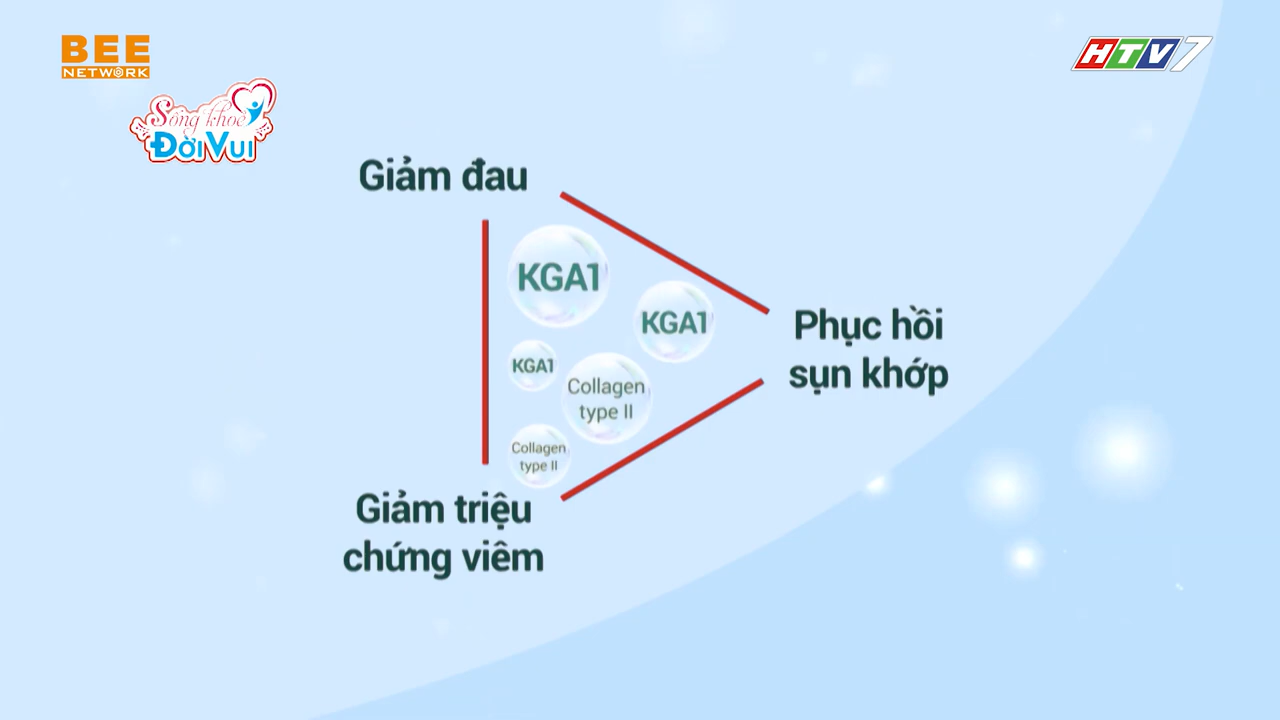 BEE
NETWORK
HTV7
Sống khoẻ
ĐỜI VUI
Giảm đau
KGA1
KGA1
Phục hồi
sụn khớp
KGA1
Collagen
type II
Collagen
type II
Giảm triệu
chứng viêm